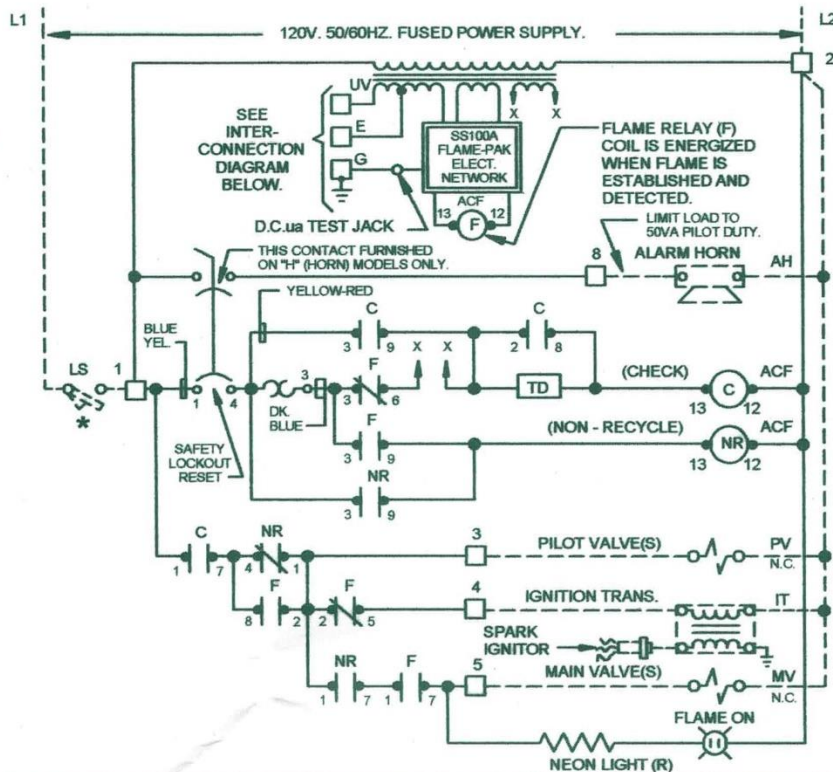 L1
120V. 50/60HZ. FUSED POWER SUPPLY.
L2
2
UV
E
G
SEE
INTER-
CONNECTION
DIAGRAM
BELOW.
X X
SS100A
FLAME-PAK
ELECT.
NETWORK
13 ACF 12
F
FLAME RELAY (F)
COIL IS ENERGIZED
WHEN FLAME IS
ESTABLISHED AND
DETECTED.
D.C.ua TEST JACK
LIMIT LOAD TO
50VA PILOT DUTY.
THIS CONTACT FURNISHED
ON "H" (HORN) MODELS ONLY.
8
ALARM HORN
AH
YELLOW-RED
BLUE
YEL.
C
3 9
C
2 8
X X
LS
1
*
1 4
3
DK.
BLUE
F
3 6
TD
(CHECK)
C
13 12
ACF
SAFETY
LOCKOUT
RESET
F
3 9
(NON - RECYCLE)
NR
13 12
ACF
NR
3 9
C
1 7
NR
4 1
3
PILOT VALVE(S)
PV
N.C.
F
8 2
F
2 5
4
IGNITION TRANS.
IT
SPARK
IGNITOR
NR
1 7
F
1 7
5
MAIN VALVE(S)
MV
N.C.
FLAME ON
NEON LIGHT (R)